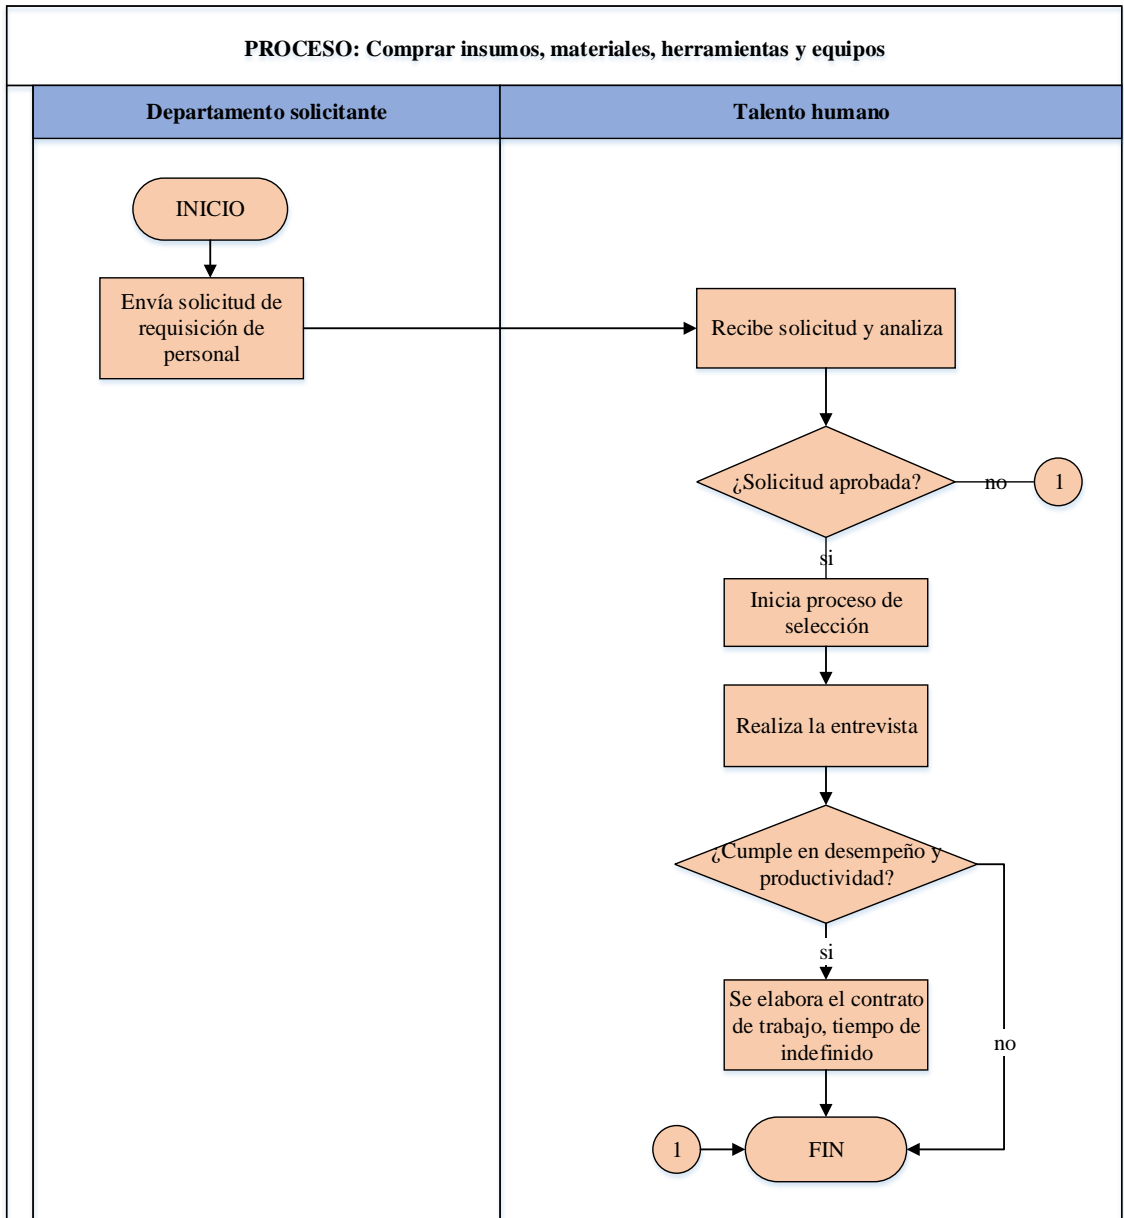 PROCESO: Comprar insumos, materiales, herramientas y equipos
Departamento solicitante
Talento humano
INICIO
Envía solicitud de
requisición de
personal
Recibe solicitud y analiza
¿Solicitud aprobada?
no
1
si
Inicia proceso de
selección
Realiza la entrevista
¿Cumple en desempeño y
productividad?
si
Se elabora el contrato
de trabajo, tiempo de
indefinido
no
1
FIN